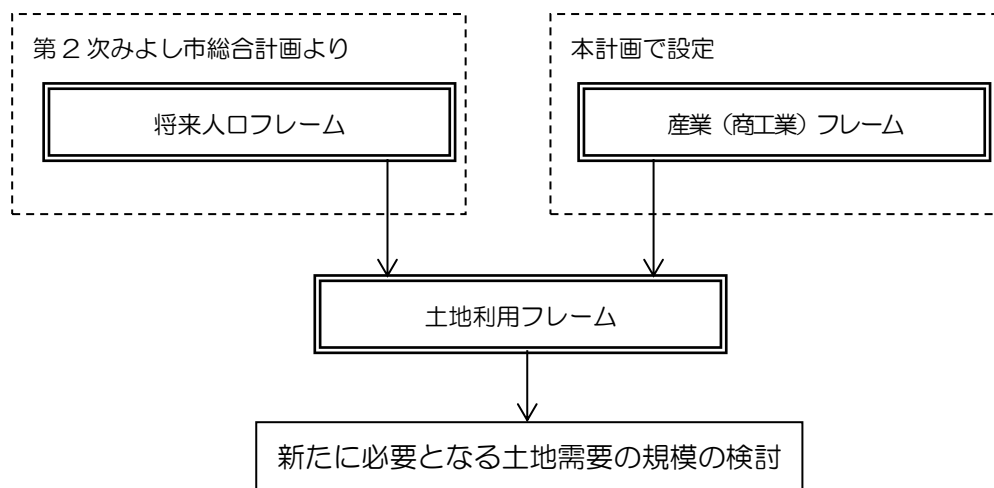 第2次みよし市総合計画より
将来人口フレーム
本計画で設定
産業（商工業）フレーム
土地利用フレーム
新たに必要となる土地需要の規模の検討